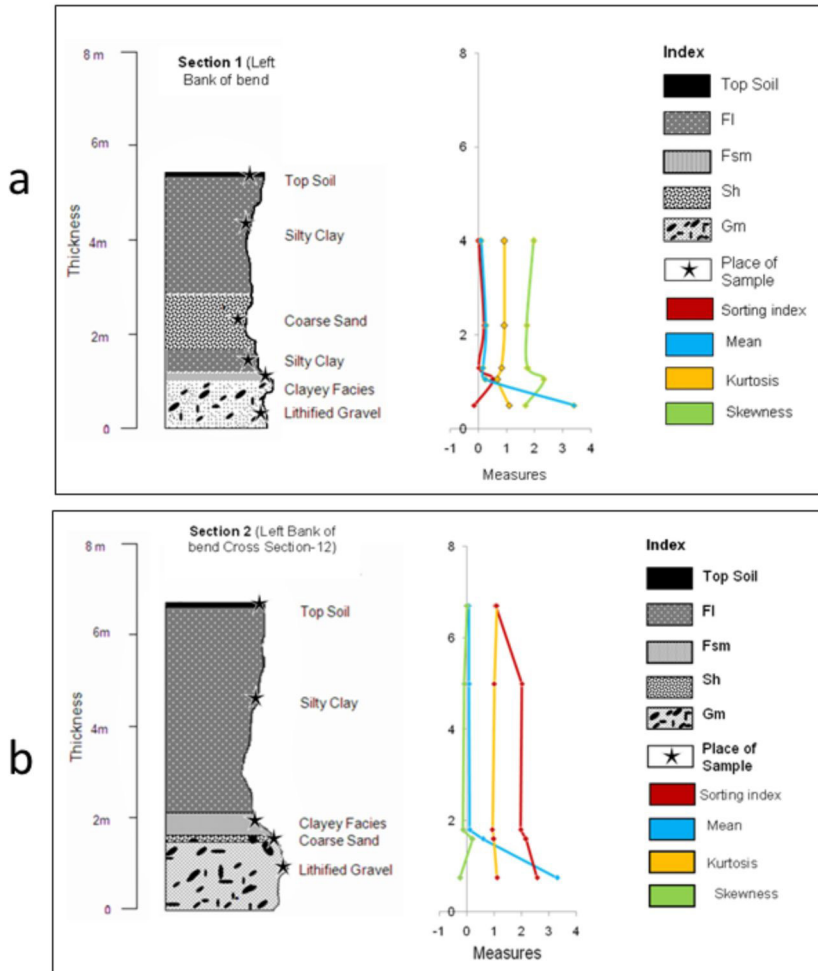 a
8 m
6m
4m
2m
0
Thickness
Section 1 (Left
Bank of bend
Top Soil
Silty Clay
Coarse Sand
Silty Clay
Clayey Facies
Lithified Gravel
8
6
4
2
0
-1 0 1 2 3 4
Measures
Index
Top Soil
Fl
Fsm
Sh
Gm
Place of
Sample
Sorting index
Mean
Kurtosis
Skewness
b
8 m
6m
4m
2m
0
Thickness
Section 2 (Left Bank of
bend Cross Section-12)
Top Soil
Silty Clay
Clayey Facies
Coarse Sand
Lithified Gravel
8
6
4
2
0
-1 0 1 2 3 4
Measures
Index
Top Soil
Fl
Fsm
Sh
Gm
Place of
Sample
Sorting index
Mean
Kurtosis
Skewness